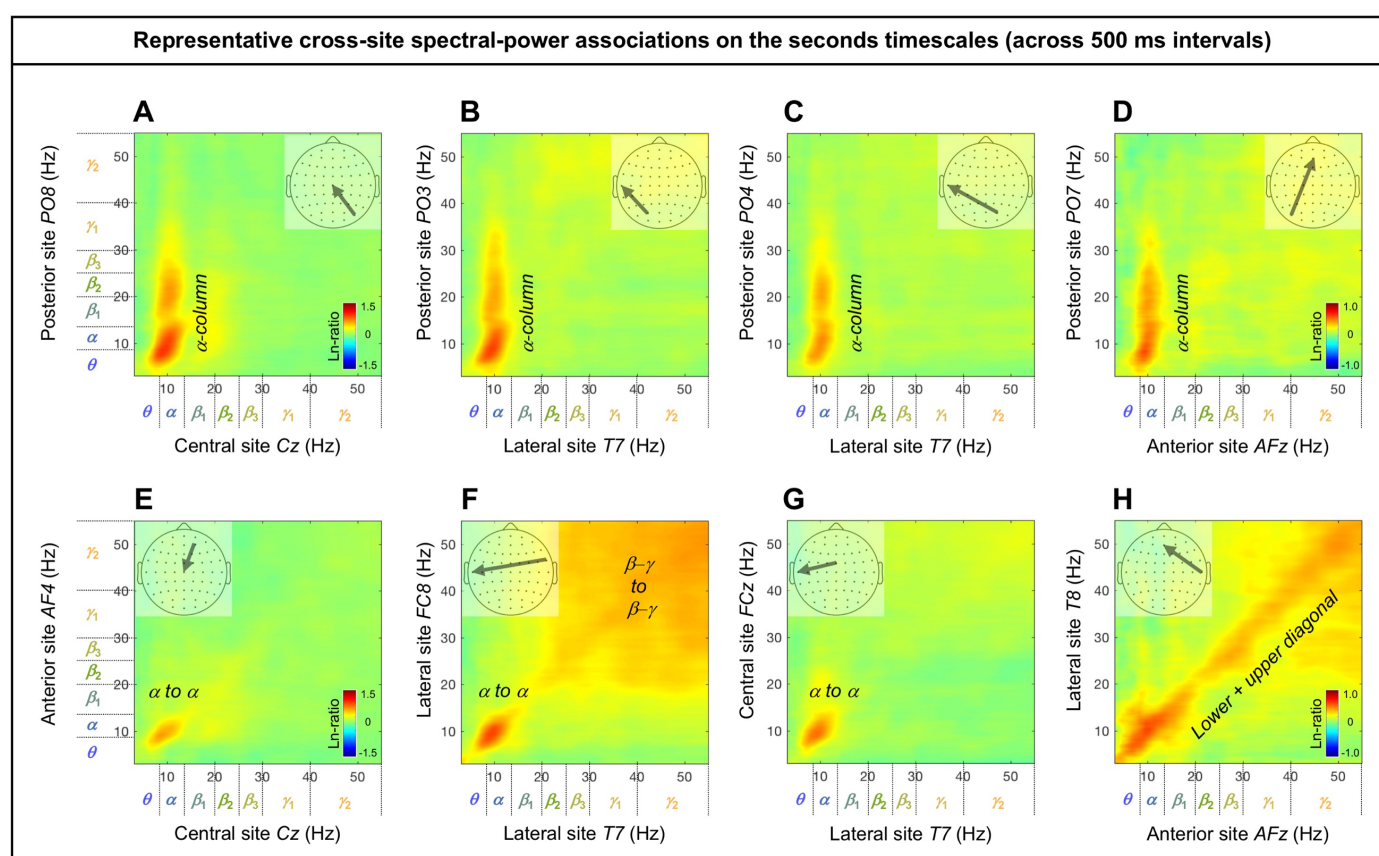 Representative cross-site spectral-power associations on the seconds timescales (across 500 ms intervals)
A
Posterior site PO8 (Hz)
γ2
γ1
β3
β2
β1
α
θ
50
40
30
20
10
α-column
Ln-ratio
1.5
0
-1.5
10 20 30 40 50
θ α β1 β2 β3 γ1 γ2
Central site Cz (Hz)
B
Posterior site PO3 (Hz)
50
40
30
20
10
α-column
10 20 30 40 50
θ α β1 β2 β3 γ1 γ2
Lateral site T7 (Hz)
C
Posterior site PO4 (Hz)
50
40
30
20
10
α-column
10 20 30 40 50
θ α β1 β2 β3 γ1 γ2
Lateral site T7 (Hz)
D
Posterior site PO7 (Hz)
50
40
30
20
10
α-column
Ln-ratio
1.0
0
-1.0
10 20 30 40 50
θ α β1 β2 β3 γ1 γ2
Anterior site AFz (Hz)
E
Anterior site AF4 (Hz)
γ2
γ1
β3
β2
β1
α
θ
50
40
30
20
10
α to α
Ln-ratio
1.5
0
-1.5
10 20 30 40 50
θ α β1 β2 β3 γ1 γ2
Central site Cz (Hz)
F
Lateral site FC8 (Hz)
50
40
30
20
10
β–γ
to
β–γ
α to α
10 20 30 40 50
θ α β1 β2 β3 γ1 γ2
Lateral site T7 (Hz)
G
Central site FCz (Hz)
50
40
30
20
10
α to α
10 20 30 40 50
θ α β1 β2 β3 γ1 γ2
Lateral site T7 (Hz)
H
Lateral site T8 (Hz)
50
40
30
20
10
Lower + upper diagonal
Ln-ratio
1.0
0
-1.0
10 20 30 40 50
θ α β1 β2 β3 γ1 γ2
Anterior site AFz (Hz)